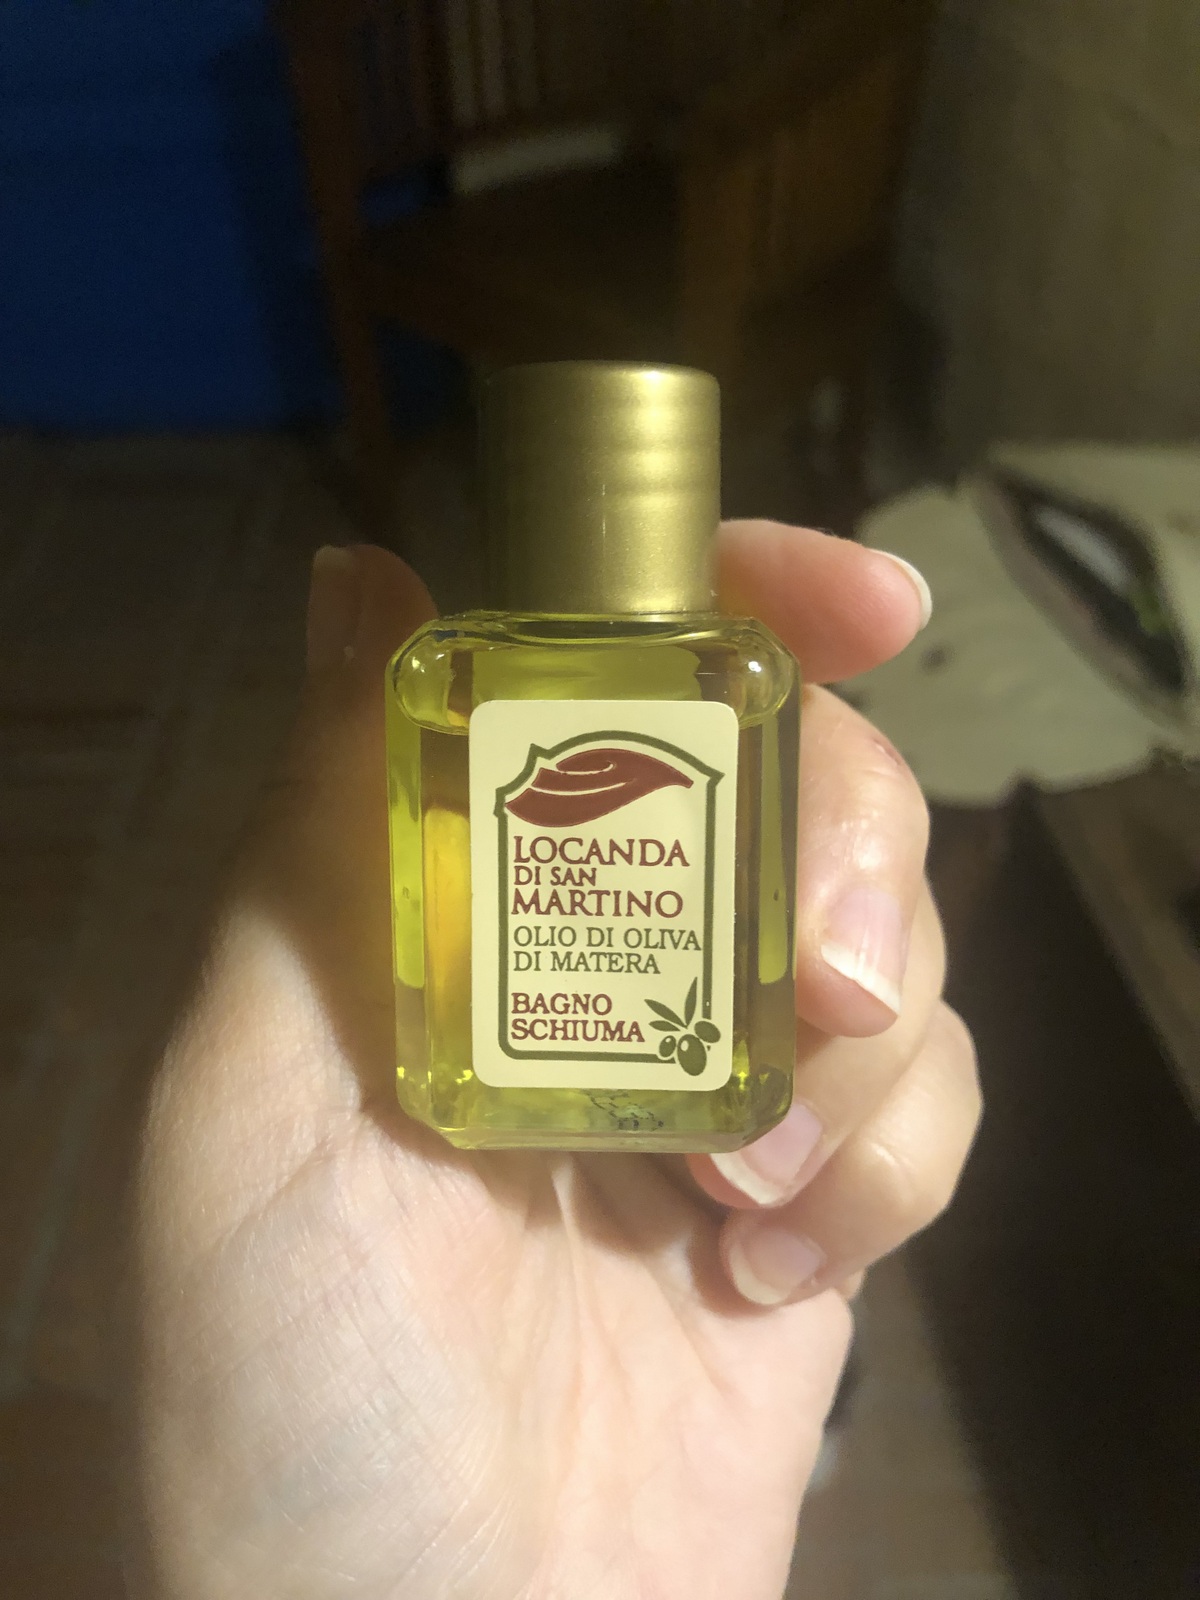 LOCANDA
DI SAN
MARTINO
OLIO DI OLIVA
DI MATERA
BAGNO
SCHIUMA